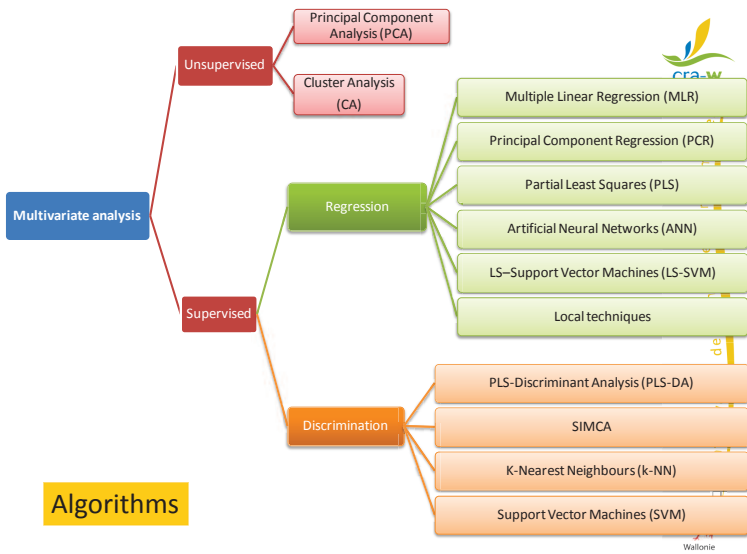 Principal Component
Analysis (PCA)
Unsupervised
Cluster Analysis
(CA)
cra-w
Multiple Linear Regression (MLR)
Principal Component Regression (PCR)
Partial Least Squares (PLS)
Multivariate analysis
Regression
Artificial Neural Networks (ANN)
LS–Support Vector Machines (LS-SVM)
Supervised
Local techniques
PLS-Discriminant Analysis (PLS-DA)
Discrimination
SIMCA
K-Nearest Neighbours (k-NN)
Algorithms
Support Vector Machines (SVM)
Wallonie